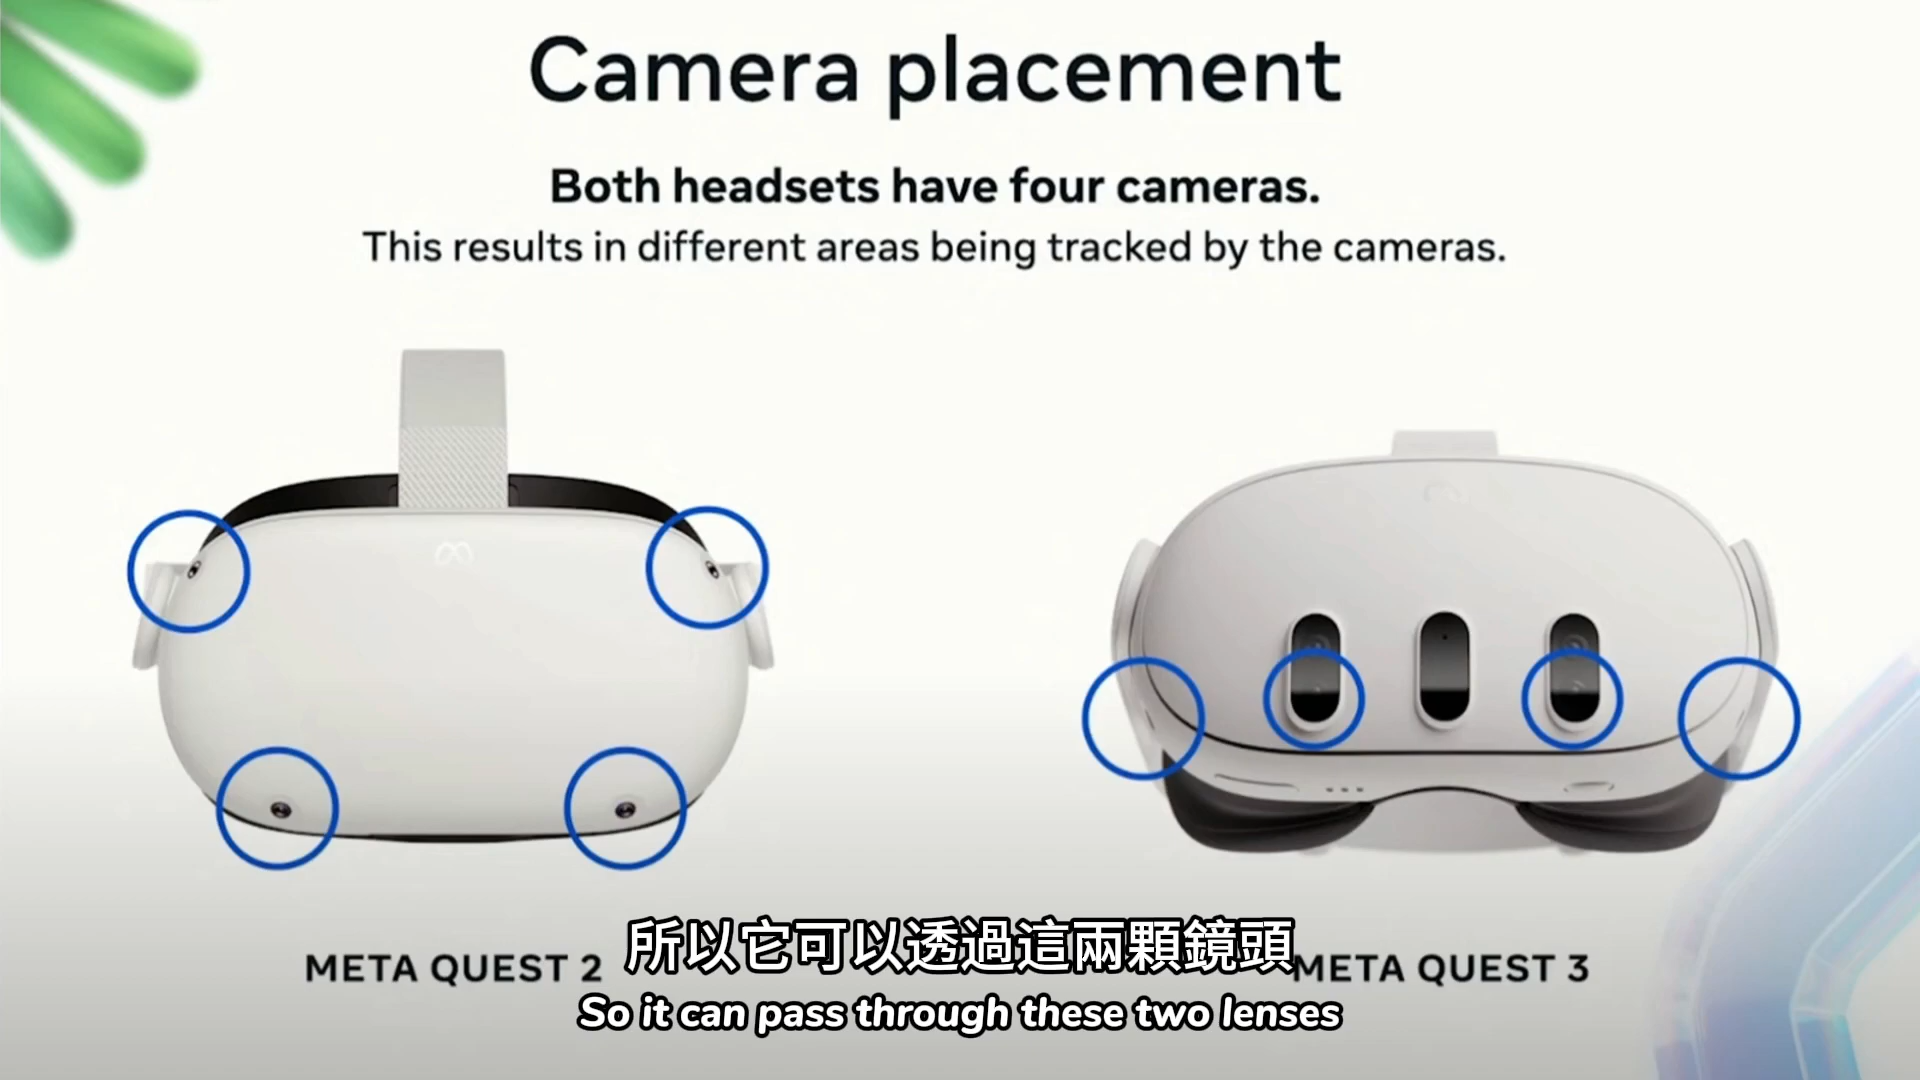 Camera placement
Both headsets have four cameras.
This results in different areas being tracked by the cameras.
META QUEST 2
META QUEST 3
所以它可以透過這兩顆鏡頭
So it can pass through these two lenses